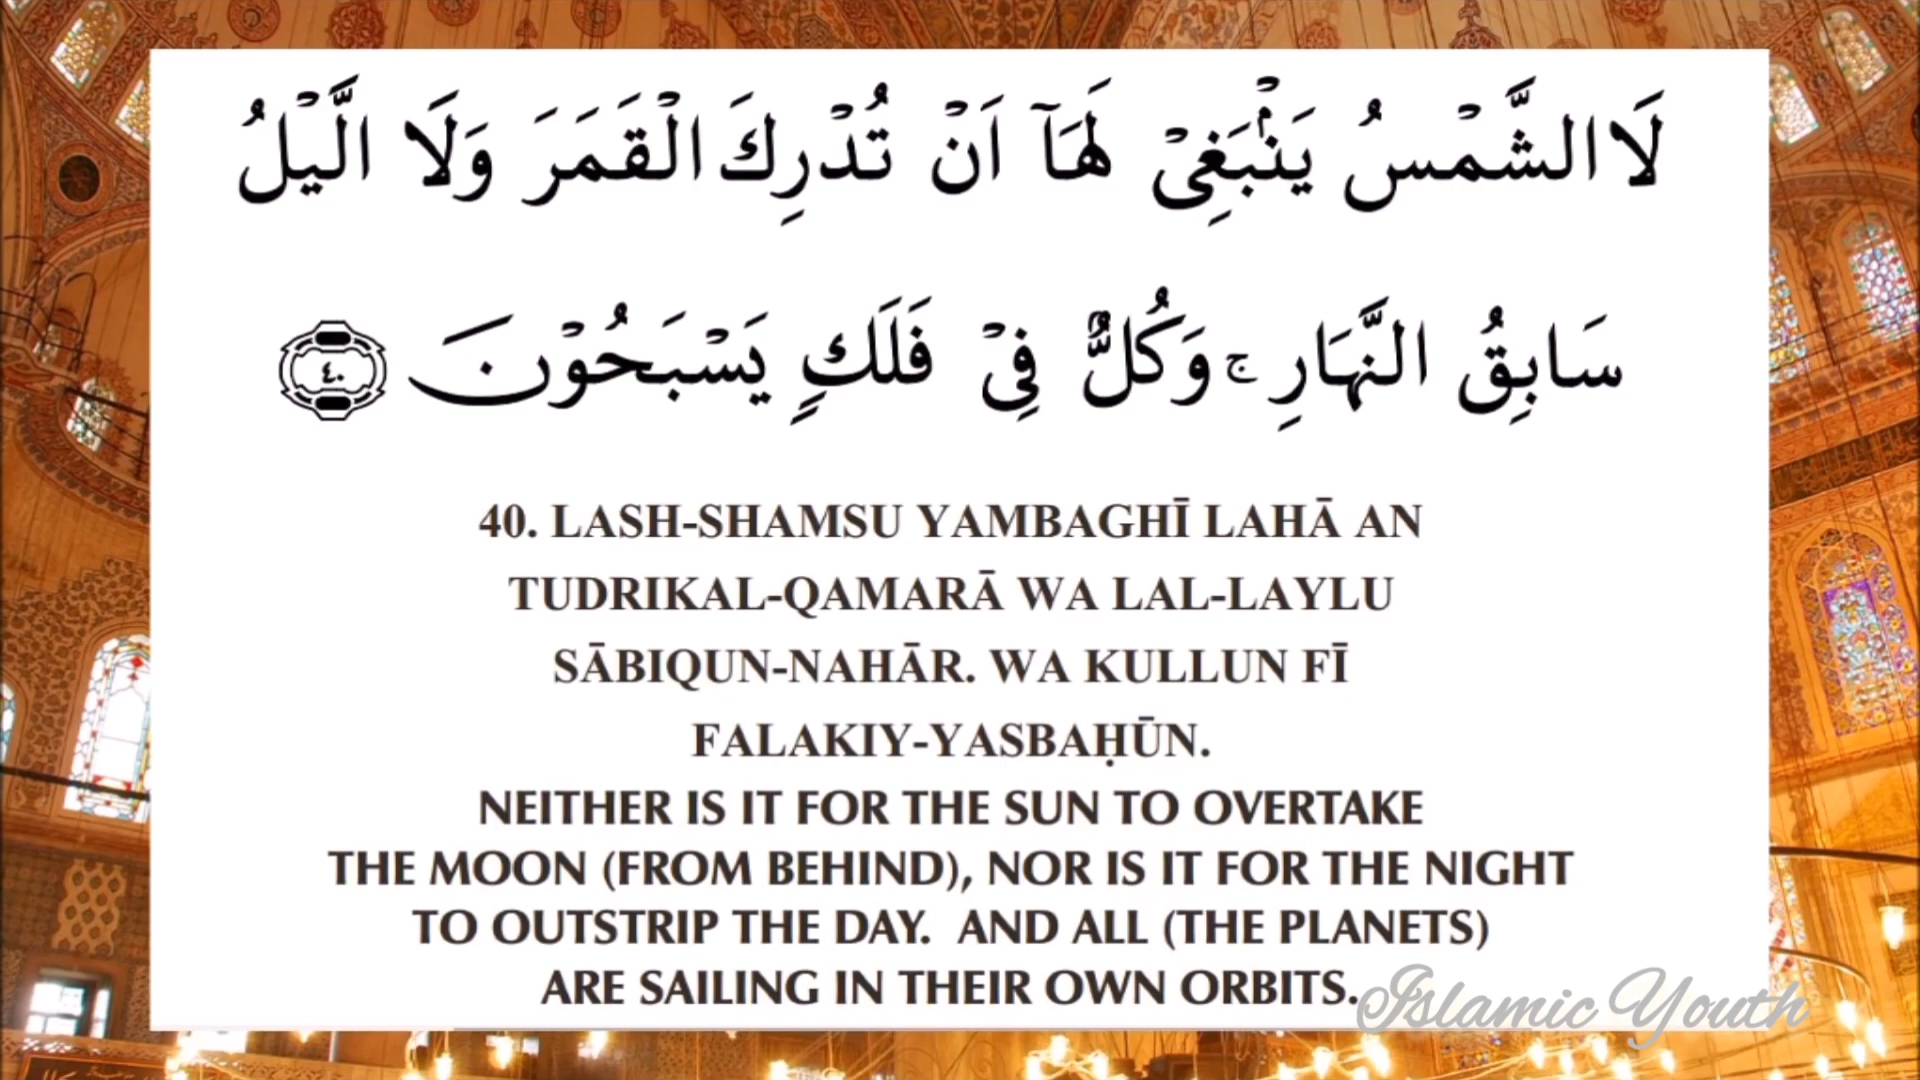 لَا الشَّمْسُ يَنْۢبَغِیْ لَهَاۤ اَنْ تُدْرِكَ الْقَمَرَ وَلَا الَّیْلُ
سَابِقُ النَّهَارِ ۚ وَكُلٌّ فِیْ فَلَكٍ یَّسْبَحُوْنَ ٤٠
40. LASH-SHAMSU YAMBAGHĪ LAHĀ AN
TUDRIKAL-QAMARĀ WA LAL-LAYLU
SĀBIQUN-NAHĀR. WA KULLUN FĪ
FALAKIY-YASBAḤŪN.
NEITHER IS IT FOR THE SUN TO OVERTAKE
THE MOON (FROM BEHIND), NOR IS IT FOR THE NIGHT
TO OUTSTRIP THE DAY. AND ALL (THE PLANETS)
ARE SAILING IN THEIR OWN ORBITS.
Islamic Youth